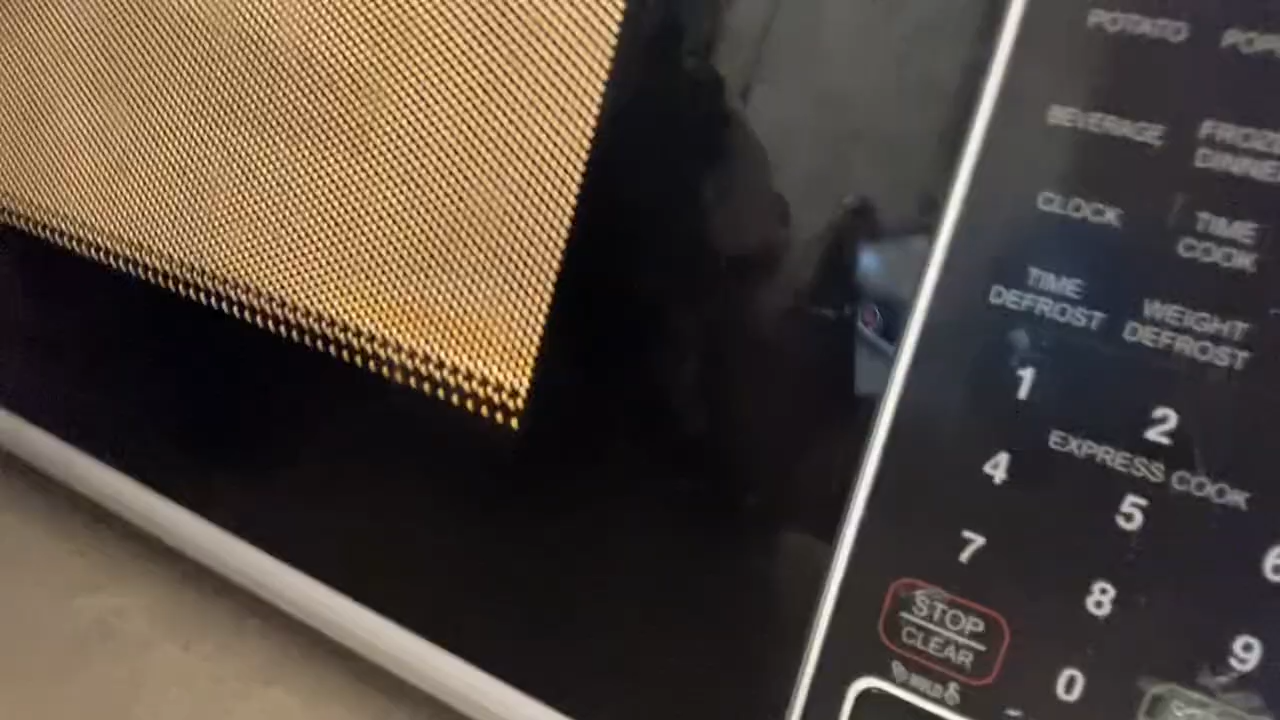 POTATO
BEVERAGE
CLOCK
TIME
COOK
TIME
DEFROST
WEIGHT
DEFROST
1
2
EXPRESS COOK
4
5
6
7
8
9
STOP
CLEAR
0